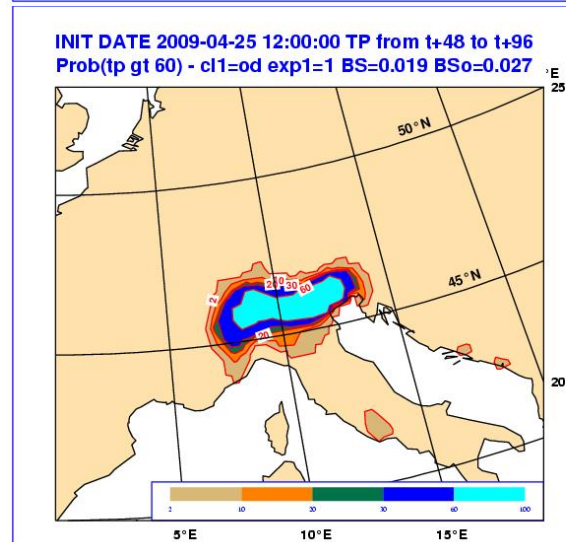 INIT DATE 2009-04-25 12:00:00 TP from t+48 to t+96
Prob(tp gt 60) - cl1=od exp1=1 BS=0.019 BSo=0.027
°E
25
50°N
45°N
20
2
20
30
60
20
2 10 20 30 60 100
5°E 10°E 15°E